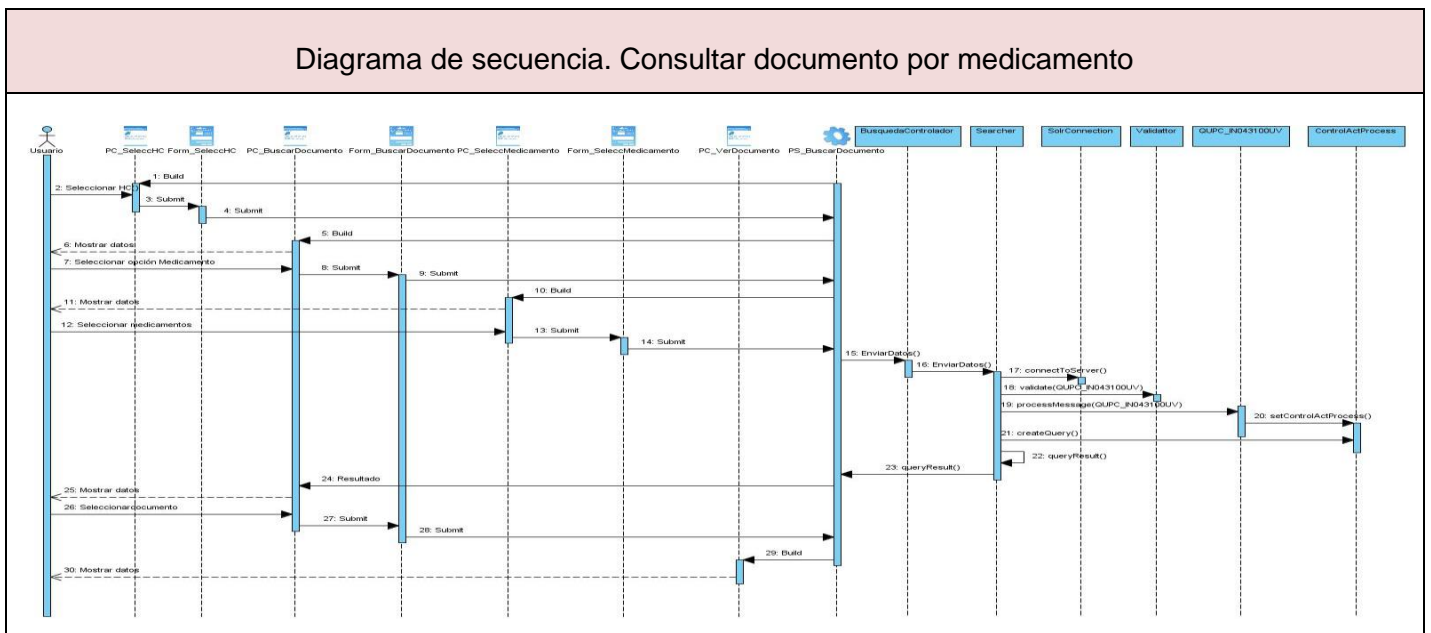 Diagrama de secuencia. Consultar documento por medicamento
Usuario
PC_SeleccHC
Form_SeleccHC
PC_BuscarDocumento
Form_BuscarDocumento
PC_SeleccMedicamento
Form_SeleccMedicamento
PC_VerDocumento
PS_BuscarDocumento
BusquedaControlador
Searcher
SolrConnection
Validattor
QUPC_IN043100UV
ControlActProcess
1: Build
2: Seleccionar HC()
3: Submit
4: Submit
5: Build
6: Mostrar datos
7: Seleccionar opción Medicamento
8: Submit
9: Submit
10: Build
11: Mostrar datos
12: Seleccionar medicamentos
13: Submit
14: Submit
15: EnviarDatos()
16: EnviarDatos()
17: connectToServer()
18: validate(QUPC_IN043100UV)
19: processMessage(QUPC_IN043100UV)
20: setControlActProcess()
21: createQuery()
22: queryResult()
23: queryResult()
24: Resultado
25: Mostrar datos
26: Seleccionardocumento
27: Submit
28: Submit
29: Build
30: Mostrar datos